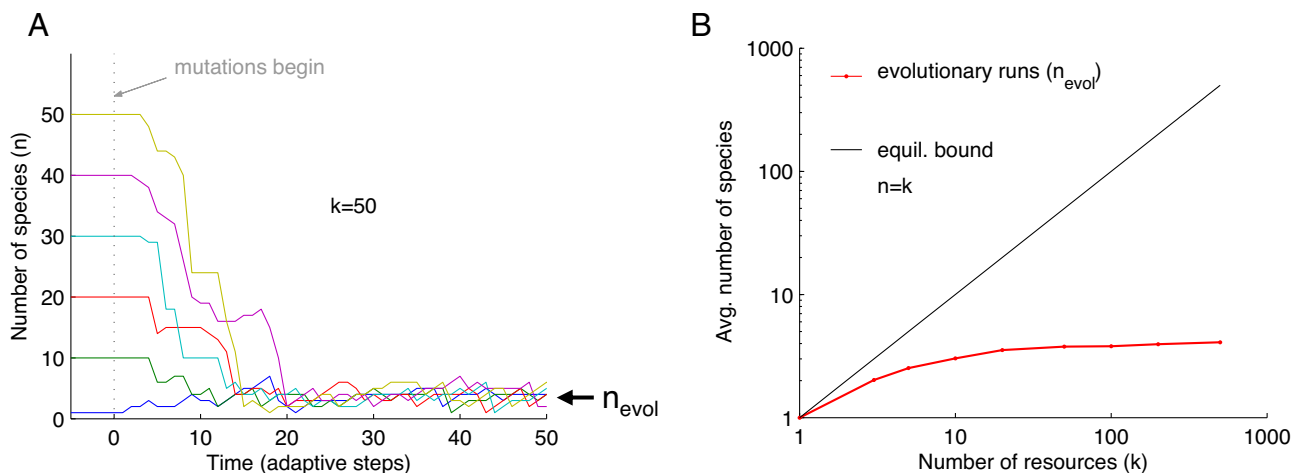 A
mutations begin
k=50
Number of species (n)
50
40
30
20
10
0
0
10
20
30
40
50
Time (adaptive steps)
n_evol
B
evolutionary runs (n_evol)
equil. bound
n=k
Avg. number of species
1000
100
10
1
1
10
100
1000
Number of resources (k)